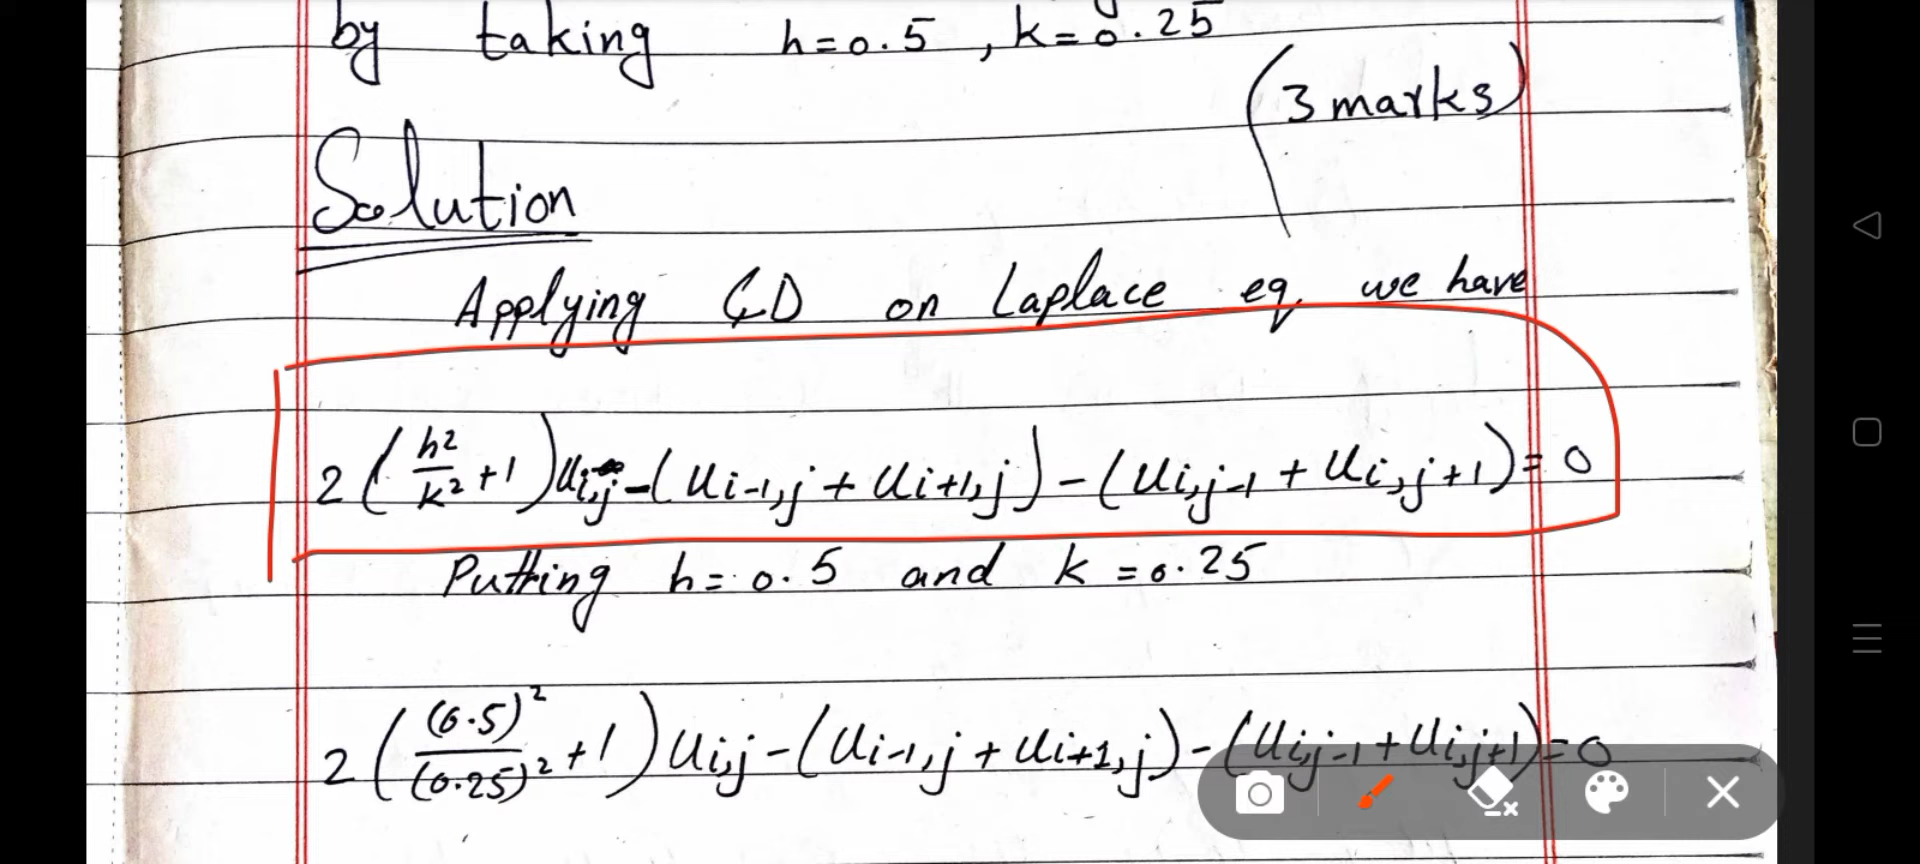 by taking h=0.5, k=0.25
(3 marks)
Solution
Applying CD on Laplace eq. we have
2(h²/k² +1)ui,j-(ui-1,j + ui+1,j)-(ui,j-1 + ui,j+1)=0
Putting h=0.5 and k=0.25
2((0.5)²/(0.25)² +1)ui,j-(ui-1,j + ui+1,j)-(ui,j-1+ui,j+1)=0